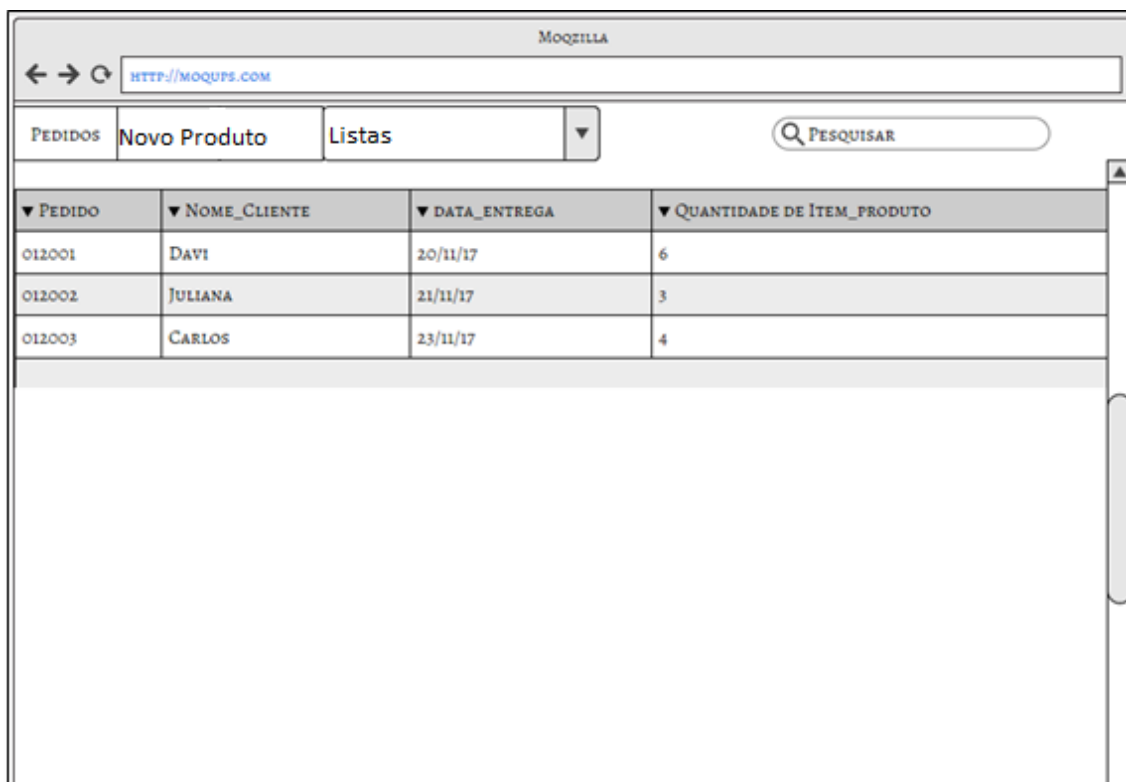 Moqzilla
http://moqups.com
Pedidos Novo Produto Listas Pesquisar
Pedido Nome_Cliente data_entrega Quantidade de Item_produto
012001 Davi 20/11/17 6
012002 Juliana 21/11/17 3
012003 Carlos 23/11/17 4